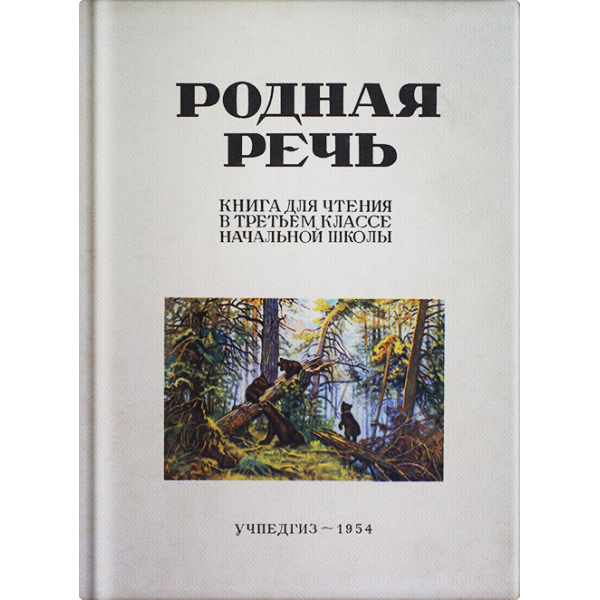 РОДНАЯ
РЕЧЬ
КНИГА ДЛЯ ЧТЕНИЯ
В ТРЕТЬЕМ КЛАССЕ
НАЧАЛЬНОЙ ШКОЛЫ
УЧПЕДГИЗ ~ 1954